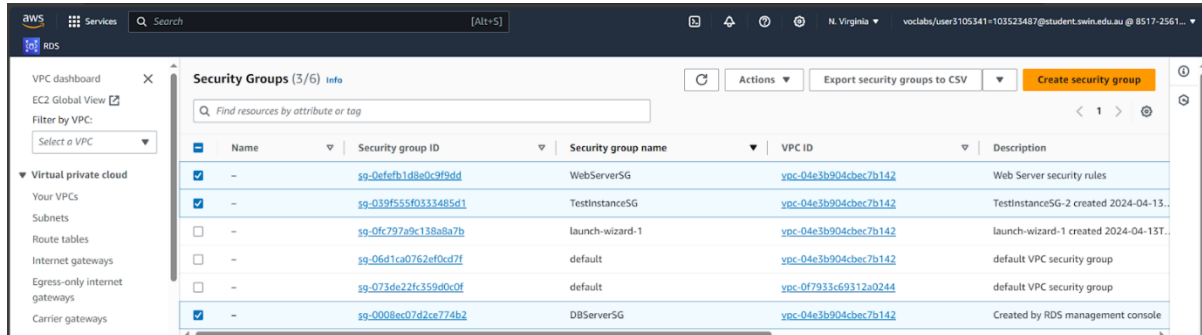 aws Services Search [Alt+S] N. Virginia ▼ voclabs/user3105341=103523487@student.swin.edu.au @ 8517-2561... ▼
RDS
VPC dashboard
EC2 Global View
Filter by VPC:
Select a VPC
Virtual private cloud
Your VPCs
Subnets
Route tables
Internet gateways
Egress-only internet
gateways
Carrier gateways
Security Groups (3/6) Info
Actions ▼ Export security groups to CSV ▼ Create security group
Find resources by attribute or tag
< 1 >
Name Security group ID Security group name VPC ID Description
– sg-0efefb1d8e0c9f9dd WebServerSG vpc-04e3b904cbec7b142 Web Server security rules
– sg-039f555f0333485d1 TestInstanceSG vpc-04e3b904cbec7b142 TestInstanceSG-2 created 2024-04-13...
– sg-0fc797a9c138a8a7b launch-wizard-1 vpc-04e3b904cbec7b142 launch-wizard-1 created 2024-04-13T...
– sg-06d1ca0762ef0cd7f default vpc-04e3b904cbec7b142 default VPC security group
– sg-073de22fc359d0c0f default vpc-0f7933c69312a0244 default VPC security group
– sg-0008ec07d2ce774b2 DBServerSG vpc-04e3b904cbec7b142 Created by RDS management console